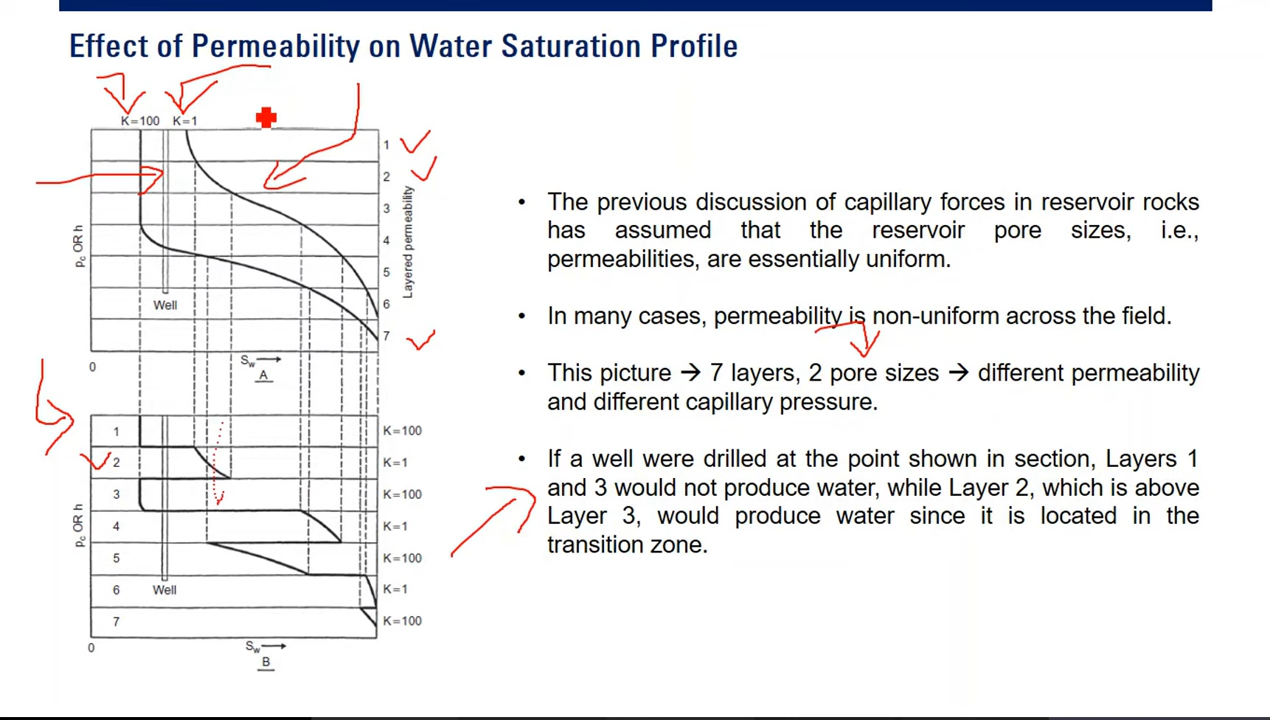 Effect of Permeability on Water Saturation Profile
K=100 K=1
1
2
3
4
5
6
7
Layered permeability
Pc OR h
Well
0
Sw
A
1 K=100
2 K=1
3 K=100
4 K=1
5 K=100
6 Well K=1
7 K=100
Pc OR h
0
Sw
B
• The previous discussion of capillary forces in reservoir rocks
has assumed that the reservoir pore sizes, i.e.,
permeabilities, are essentially uniform.
• In many cases, permeability is non-uniform across the field.
• This picture → 7 layers, 2 pore sizes → different permeability
and different capillary pressure.
• If a well were drilled at the point shown in section, Layers 1
and 3 would not produce water, while Layer 2, which is above
Layer 3, would produce water since it is located in the
transition zone.